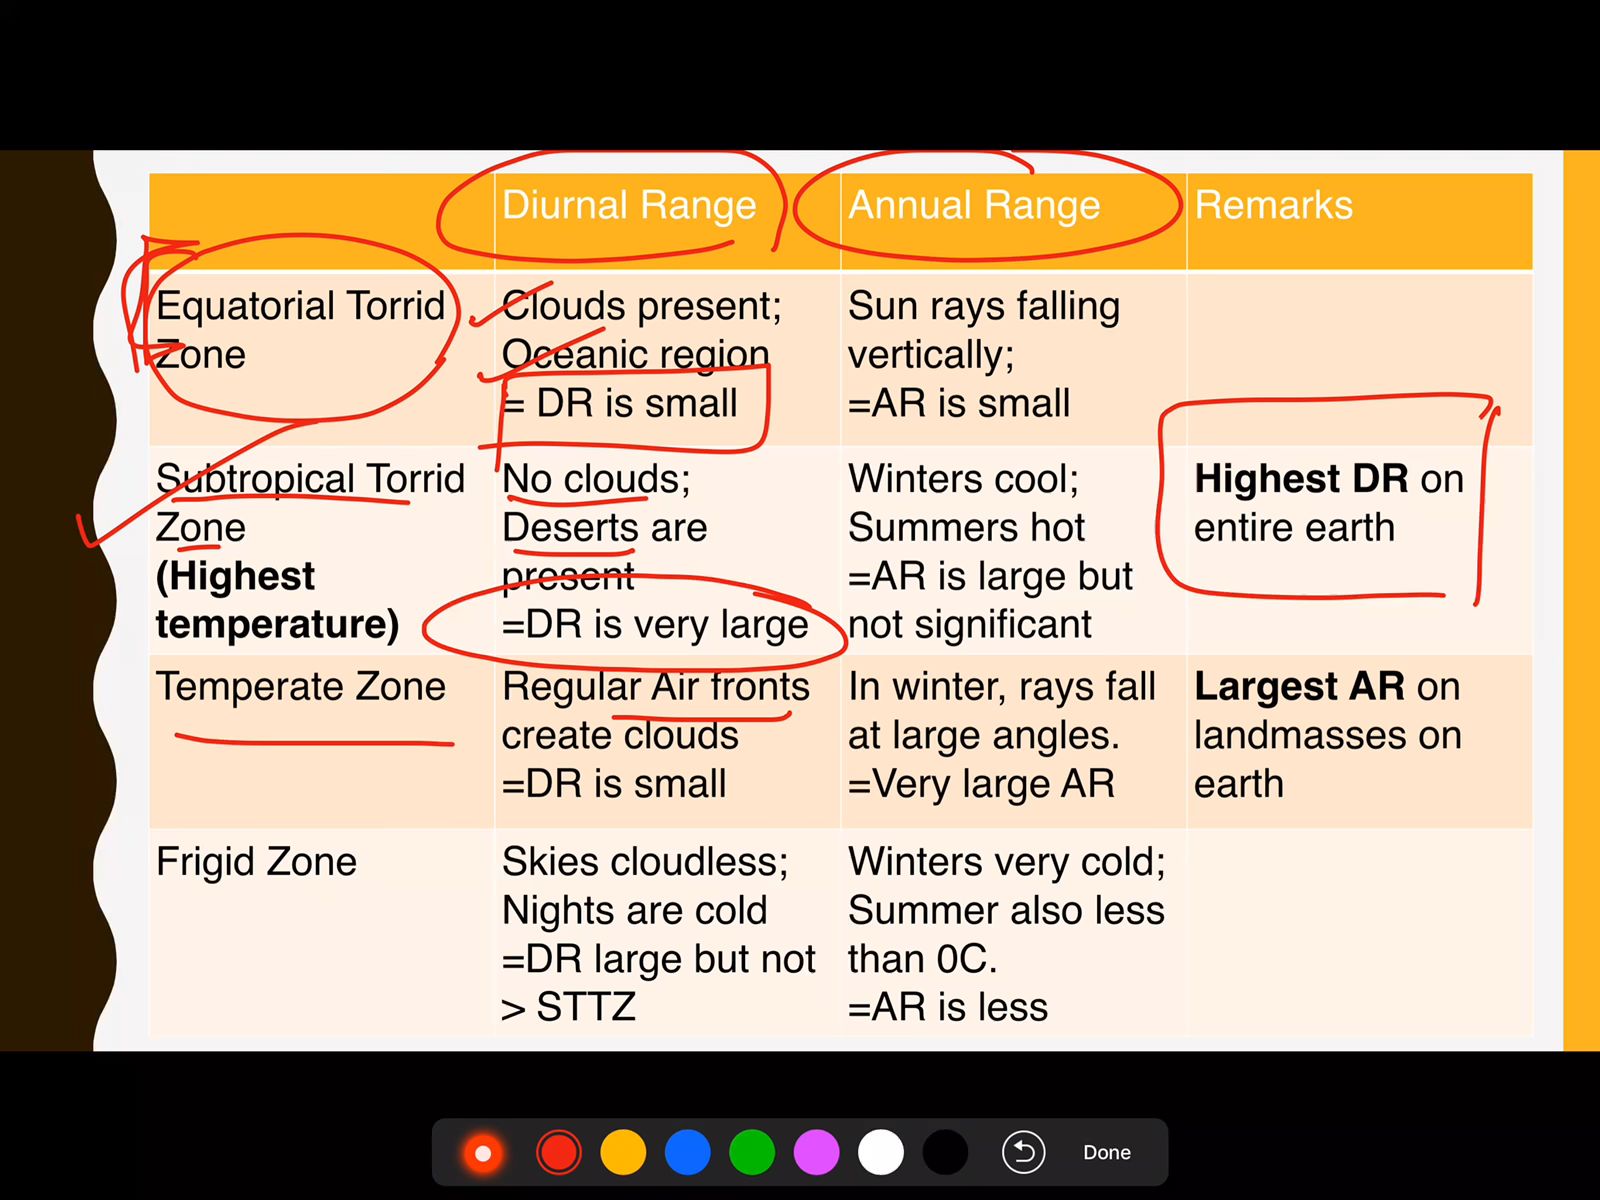 Diurnal Range
Annual Range
Remarks
Equatorial Torrid
Zone
Clouds present;
Oceanic region
= DR is small
Sun rays falling
vertically;
=AR is small
Subtropical Torrid
Zone
(Highest
temperature)
No clouds;
Deserts are
present
=DR is very large
Winters cool;
Summers hot
=AR is large but
not significant
Highest DR on
entire earth
Temperate Zone
Regular Air fronts
create clouds
=DR is small
In winter, rays fall
at large angles.
=Very large AR
Largest AR on
landmasses on
earth
Frigid Zone
Skies cloudless;
Nights are cold
=DR large but not
> STTZ
Winters very cold;
Summer also less
than 0C.
=AR is less
Done